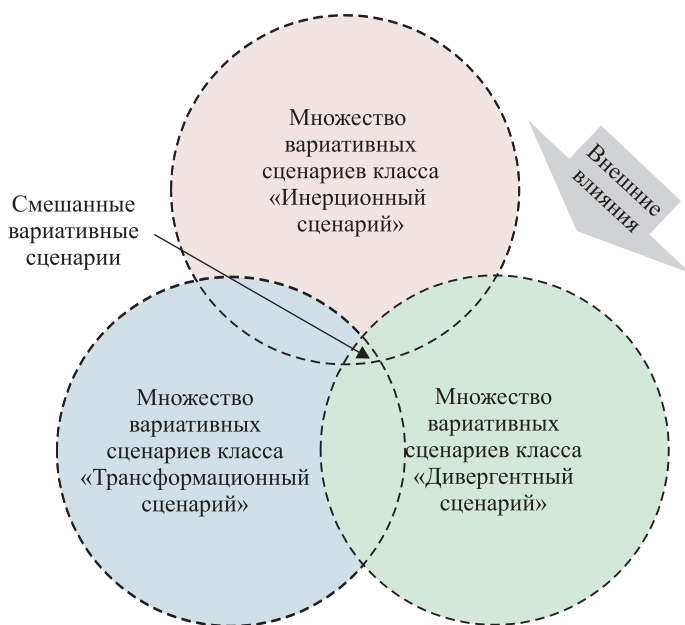 Множество
вариативных
сценариев класса
«Инерционный
сценарий»
Внешние
влияния
Смешанные
вариативные
сценарии
Множество
вариативных
сценариев класса
«Трансформационный
сценарий»
Множество
вариативных
сценариев класса
«Дивергентный
сценарий»